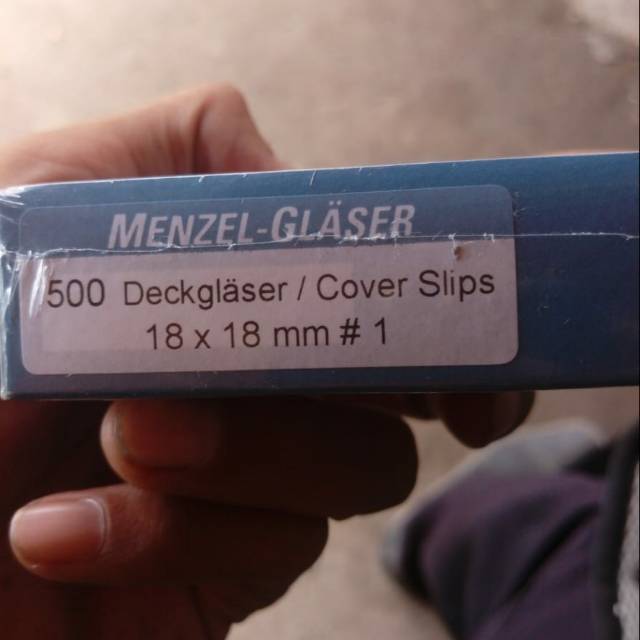 MENZEL-GLÄSER
500 Deckgläser / Cover Slips
18 x 18 mm # 1